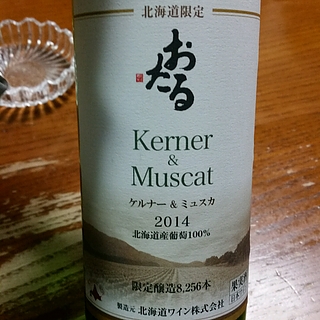 北海道限定
おたる
Kerner
&
Muscat
ケルナー & ミュスカ
2014
北海道産葡萄100%
限定醸造8,256本
製造元 北海道ワイン株式会社